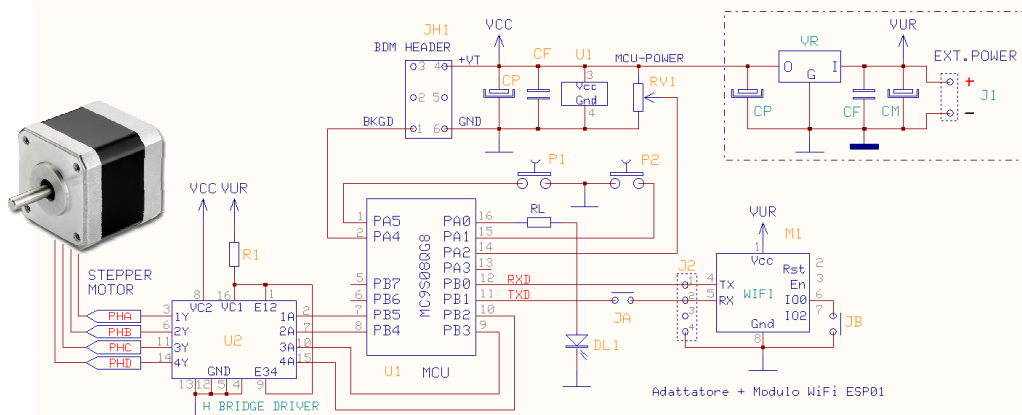 JH1
BDM HEADER
3 4 +VT
2 5
BKGD 1 6 GND
VCC
CP
CF
U1
3
Vcc
Gnd
4
MCU-POWER
RV1
VR
O I
G
VUR
EXT.POWER
+
J1
-
CP
CF
CM
P1
P2
VCC VUR
R1
RL
STEPPER
MOTOR
PHA
PHB
PHC
PHD
8 16 1
VC2 VC1 E12
3 1Y 1A 2
6 2Y 2A 7
11 3Y 3A 10
14 4Y 4A 15
U2
GND E34
13 12 5 4 9
H BRIDGE DRIVER
1 PA5 PA0 16
2 PA4 PA1 15
PA2 14
PA3 13
5 PB7 PB0 12
6 PB6 PB1 11
7 PB5 PB2 10
8 PB4 PB3 9
MC9S08QG8
U1 MCU
RXD
TXD
JA
DL1
J2
1
2
3
4
VUR
M1
1
Vcc
Rst 2
En 3
4 TX IO0 6
5 RX IO2 7
WIFI
Gnd
8
JB
Adattatore + Modulo WiFi ESP01